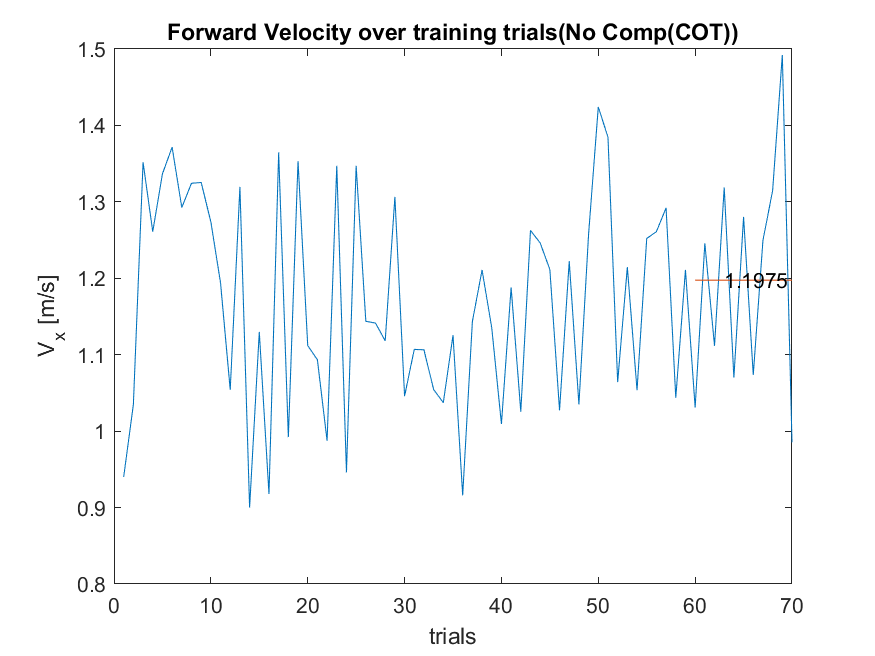 Forward Velocity over training trials(No Comp(COT))
1.5
1.4
1.3
1.2
1.1
1
0.9
0.8
V_x [m/s]
1.1975
0 10 20 30 40 50 60 70
trials